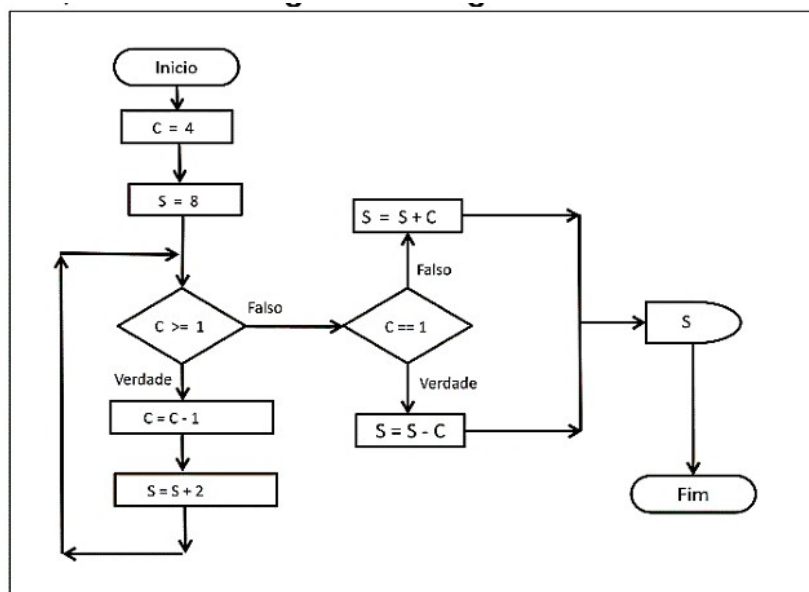 Inicio
C = 4
S = 8
C >= 1
Falso
Verdade
C = C - 1
S = S + 2
C == 1
Falso
S = S + C
Verdade
S = S - C
S
Fim